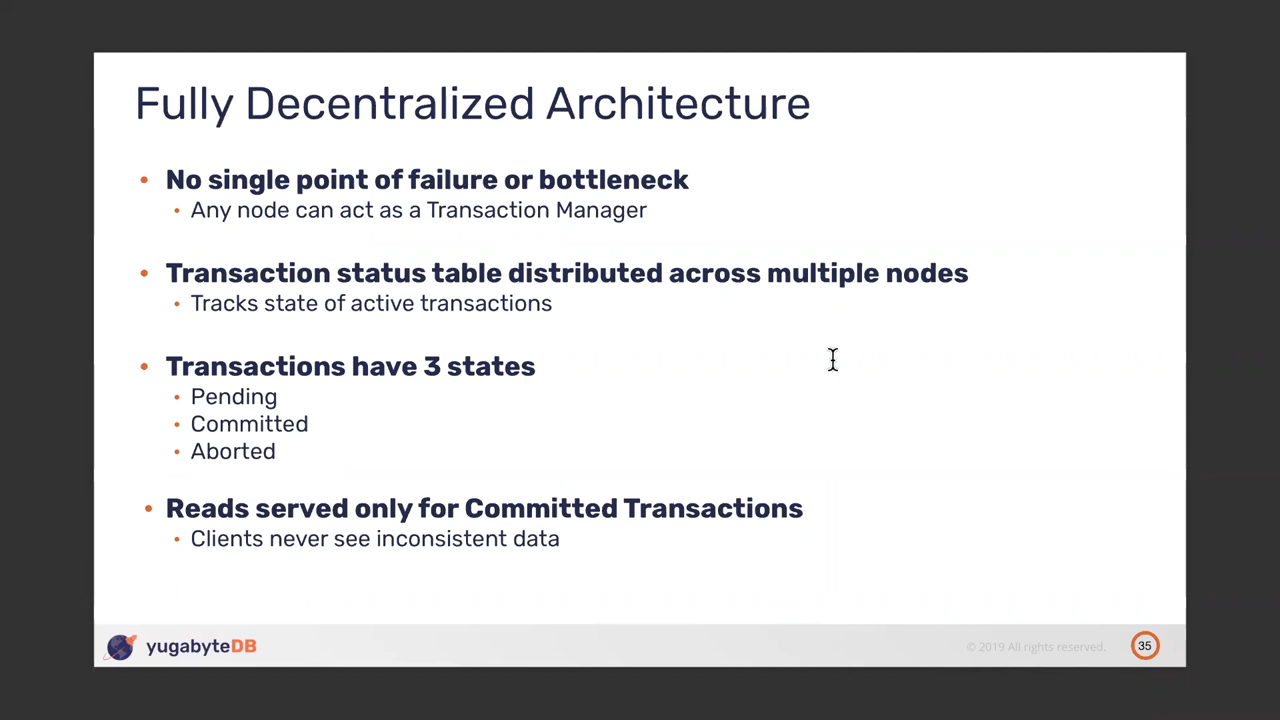 Fully Decentralized Architecture
• No single point of failure or bottleneck
• Any node can act as a Transaction Manager
• Transaction status table distributed across multiple nodes
• Tracks state of active transactions
• Transactions have 3 states
• Pending
• Committed
• Aborted
• Reads served only for Committed Transactions
• Clients never see inconsistent data
yugabyteDB
© 2019 All rights reserved.
35